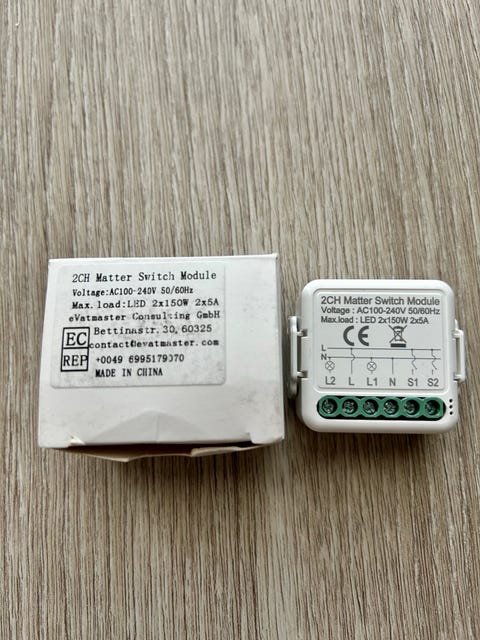 2CH Matter Switch Module
Voltage:AC100-240V 50/60Hz
Max.load:LED 2x150W 2x5A
eVatmaster Consulting GmbH
Bettinastr.30,60325
contact@evatmaster.com
+0049 6995179370
MADE IN CHINA
EC
REP
2CH Matter Switch Module
Voltage : AC100-240V 50/60Hz
Max.load : LED 2x150W 2x5A
CE
L
N
L2 L L1 N S1 S2